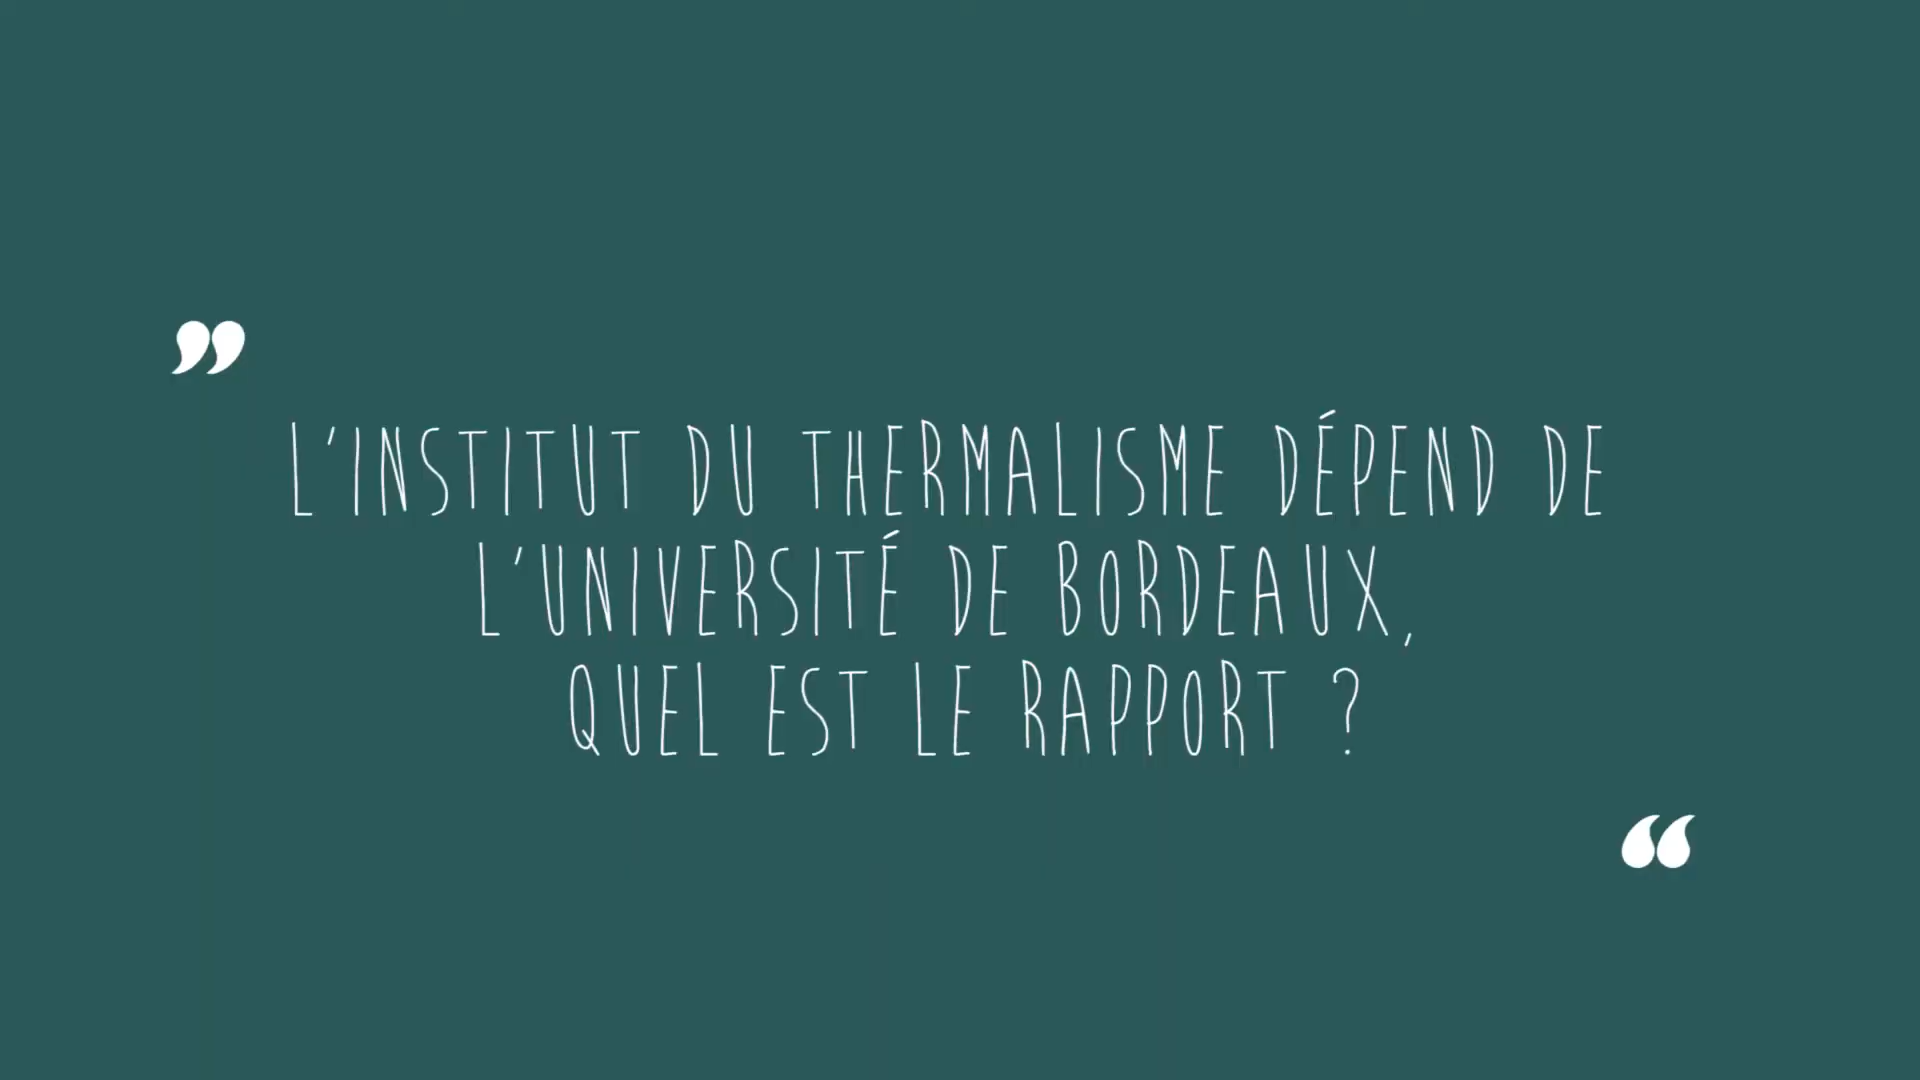 ”
L'INSTITUT DU THERMALISME DÉPEND DE
L'UNIVERSITÉ DE BORDEAUX,
QUEL EST LE RAPPORT ?
“